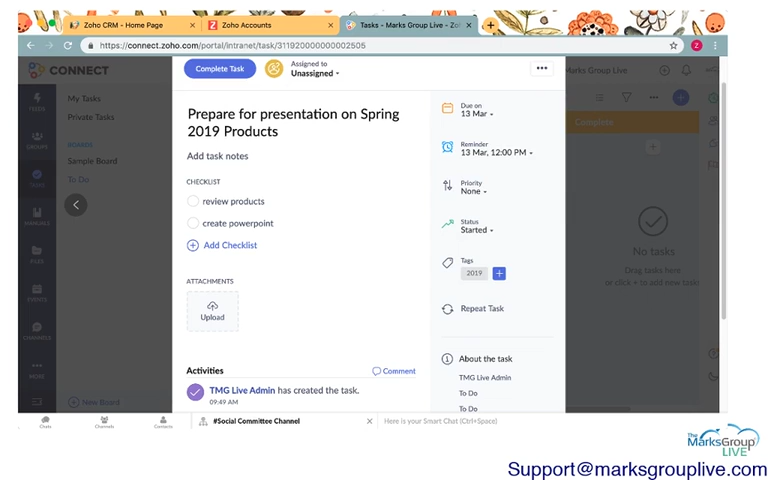 Zoho CRM - Home Page
Zoho Accounts
Tasks - Marks Group Live - Zo
https://connect.zoho.com/portal/intranet/task/311920000000002505
CONNECT
Complete Task
Assigned to
Unassigned
Marks Group Live
My Tasks
Private Tasks
BOARDS
Sample Board
To Do
FEEDS
GROUPS
TASKS
MANUALS
FILES
EVENTS
CHANNELS
MORE
New Board
Prepare for presentation on Spring
2019 Products
Add task notes
CHECKLIST
review products
create powerpoint
Add Checklist
ATTACHMENTS
Upload
Activities
Comment
TMG Live Admin has created the task.
09:49 AM
Due on
13 Mar
Reminder
13 Mar, 12:00 PM
Priority
None
Status
Started
Tags
2019
Repeat Task
About the task
TMG Live Admin
To Do
To Do
Complete
No tasks
Drag tasks here
or click + to add new tasks
Chats
Channels
Contacts
#Social Committee Channel
Here is your Smart Chat (Ctrl+Space)
The
MarksGroup
LIVE
Support@marksgrouplive.com